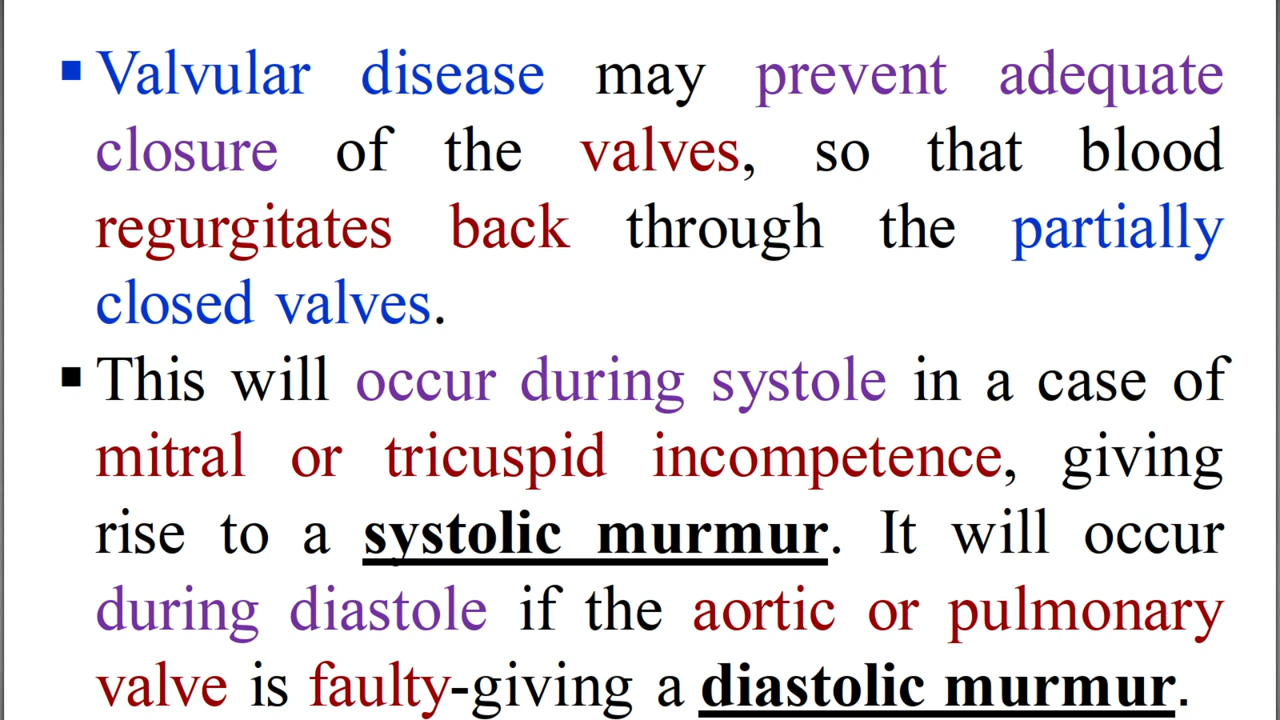 ▪ Valvular disease may prevent adequate
closure of the valves, so that blood
regurgitates back through the partially
closed valves.
▪ This will occur during systole in a case of
mitral or tricuspid incompetence, giving
rise to a systolic murmur. It will occur
during diastole if the aortic or pulmonary
valve is faulty-giving a diastolic murmur.